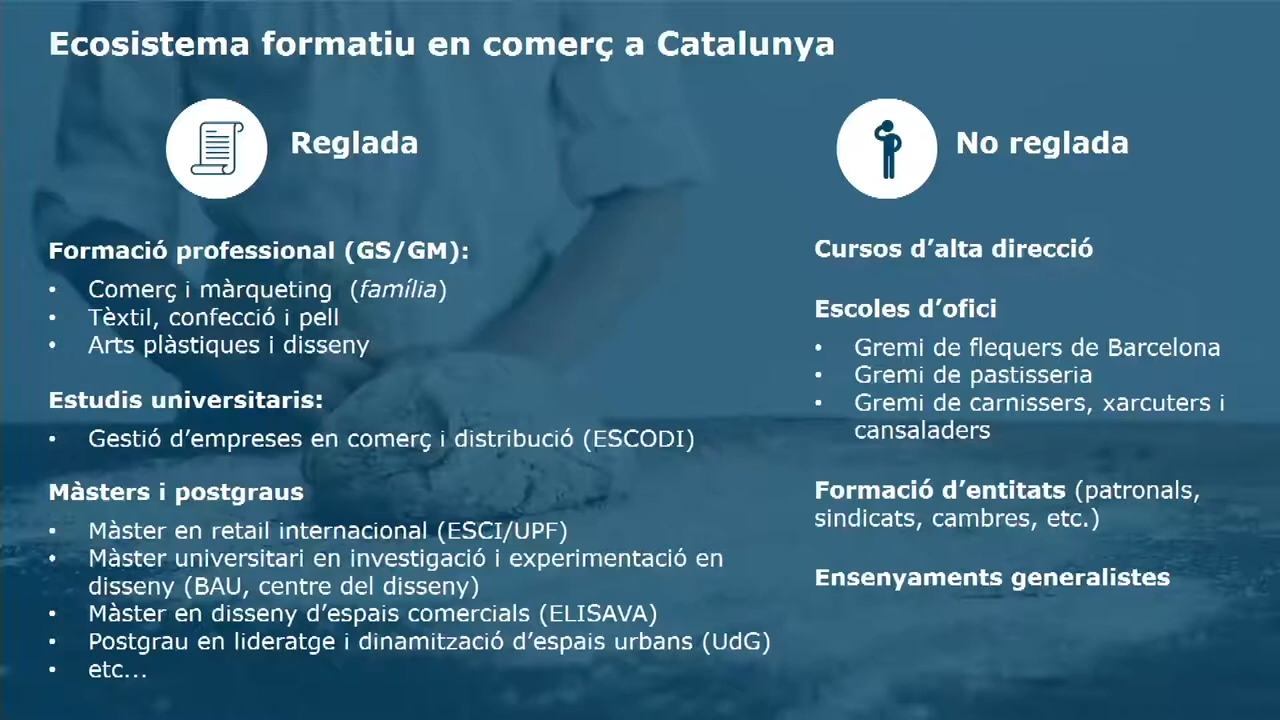 Ecosistema formatiu en comerç a Catalunya
Reglada
Formació professional (GS/GM):
• Comerç i màrqueting (família)
• Tèxtil, confecció i pell
• Arts plàstiques i disseny
Estudis universitaris:
• Gestió d’empreses en comerç i distribució (ESCODI)
Màsters i postgraus
• Màster en retail internacional (ESCI/UPF)
• Màster universitari en investigació i experimentació en
disseny (BAU, centre del disseny)
• Màster en disseny d’espais comercials (ELISAVA)
• Postgrau en lideratge i dinamització d’espais urbans (UdG)
• etc...
No reglada
Cursos d’alta direcció
Escoles d’ofici
• Gremi de flequers de Barcelona
• Gremi de pastisseria
• Gremi de carnissers, xarcuters i
cansaladers
Formació d’entitats (patronals,
sindicats, cambres, etc.)
Ensenyaments generalistes